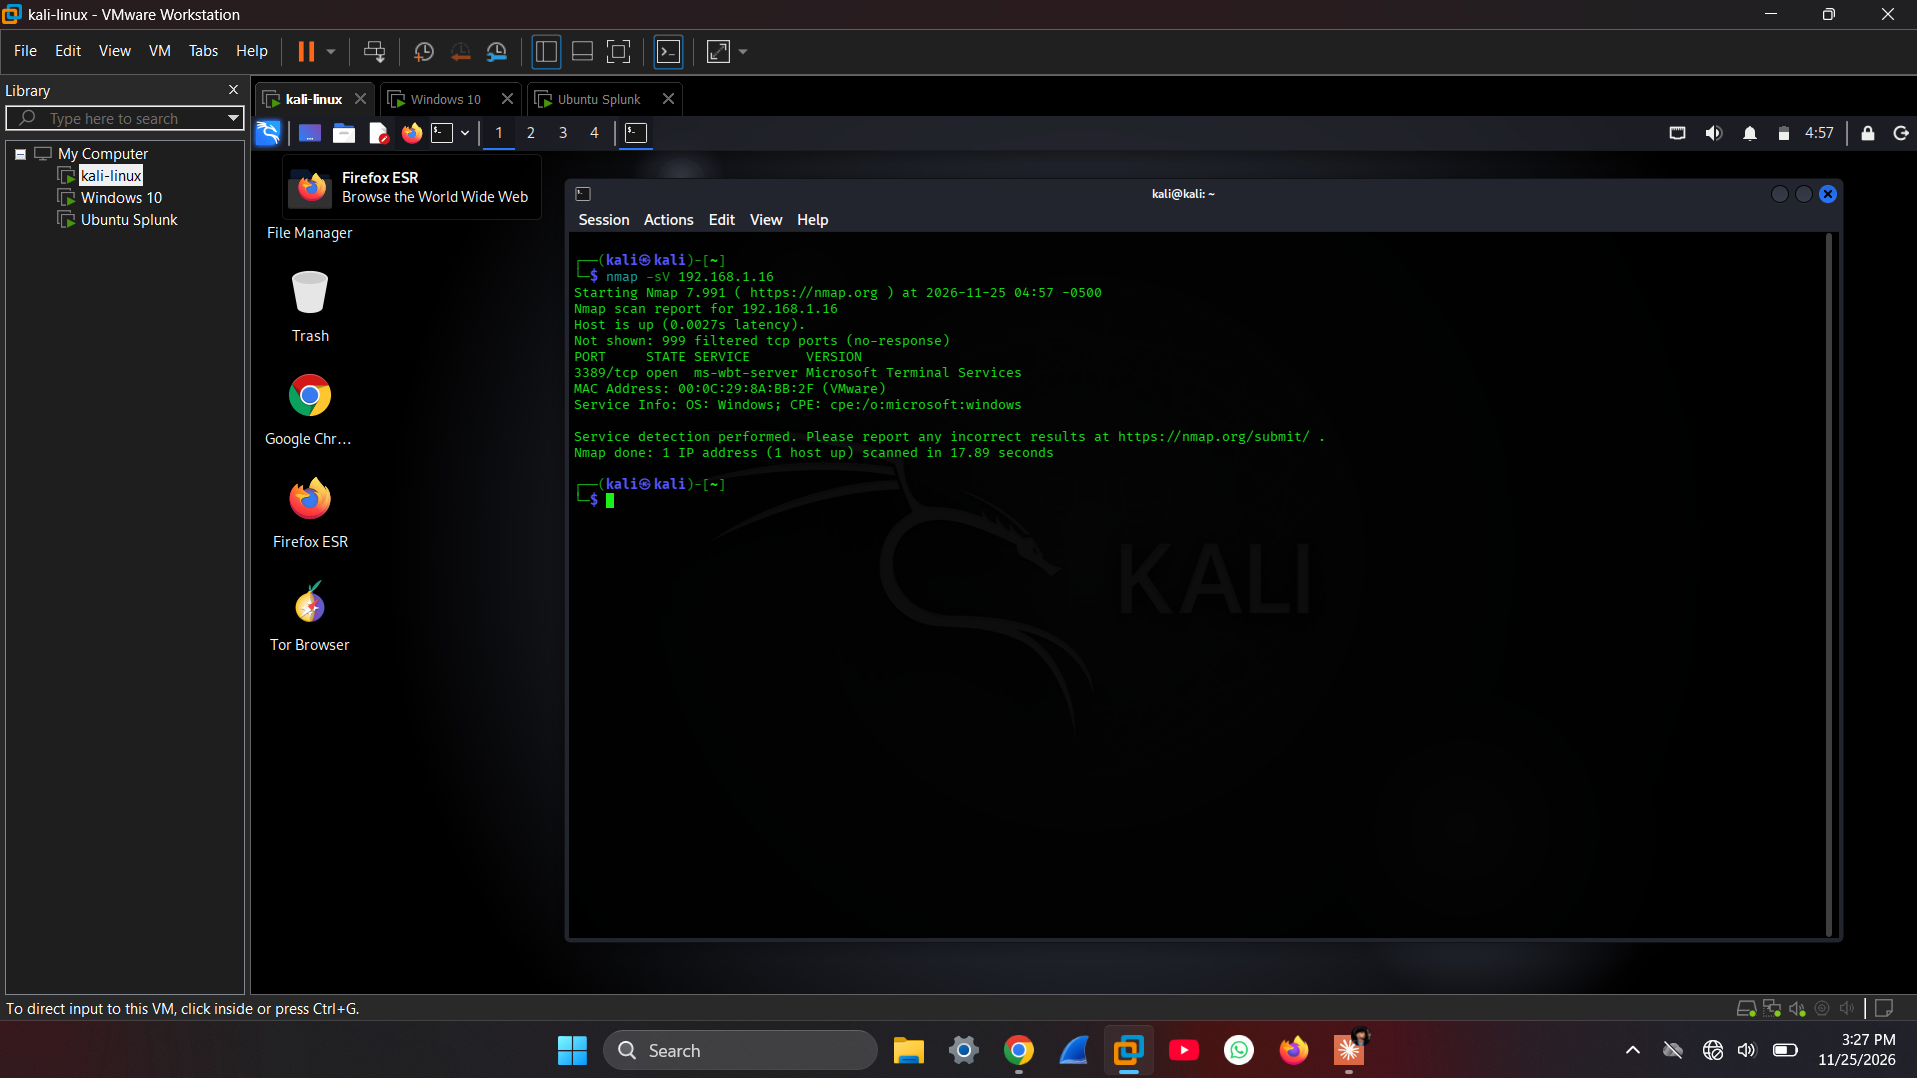 kali-linux - VMware Workstation
File Edit View VM Tabs Help
Library
Type here to search
My Computer
kali-linux
Windows 10
Ubuntu Splunk
kali-linux Windows 10 Ubuntu Splunk
1 2 3 4 4:57
Firefox ESR
Browse the World Wide Web
File Manager
Trash
Google Chr...
Firefox ESR
Tor Browser
kali@kali: ~
Session Actions Edit View Help
┌──(kali㉿kali)-[~]
└─$ nmap -sV 192.168.1.16
Starting Nmap 7.991 ( https://nmap.org ) at 2026-11-25 04:57 -0500
Nmap scan report for 192.168.1.16
Host is up (0.0027s latency).
Not shown: 999 filtered tcp ports (no-response)
PORT     STATE SERVICE       VERSION
3389/tcp open  ms-wbt-server Microsoft Terminal Services
MAC Address: 00:0C:29:8A:BB:2F (VMware)
Service Info: OS: Windows; CPE: cpe:/o:microsoft:windows
Service detection performed. Please report any incorrect results at https://nmap.org/submit/ .
Nmap done: 1 IP address (1 host up) scanned in 17.89 seconds
┌──(kali㉿kali)-[~]
└─$
KALI
To direct input to this VM, click inside or press Ctrl+G.
Search
3:27 PM
11/25/2026